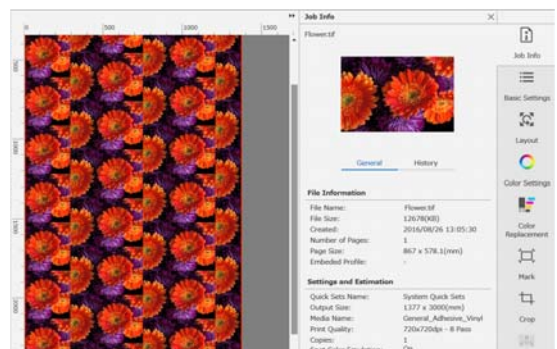 0 500 1000 1500
Job Info
Flower.tif
Job Info
Basic Settings
General History
Layout
Color Settings
File Information
File Name: Flower.tif
File Size: 12678(KB)
Created: 2016/08/26 13:05:30
Color Replacement
Number of Pages: 1
Page Size: 867 x 578.1(mm)
Embeded Profile: -
Mark
Settings and Estimation
Quick Sets Name: System Quick Sets
Output Size: 1377 x 3000(mm)
Media Name: General_Adhesive_Vinyl
Crop
Print Quality: 720x720dpi - 8 Pass
Copies: 1
500
1000
1500
2000